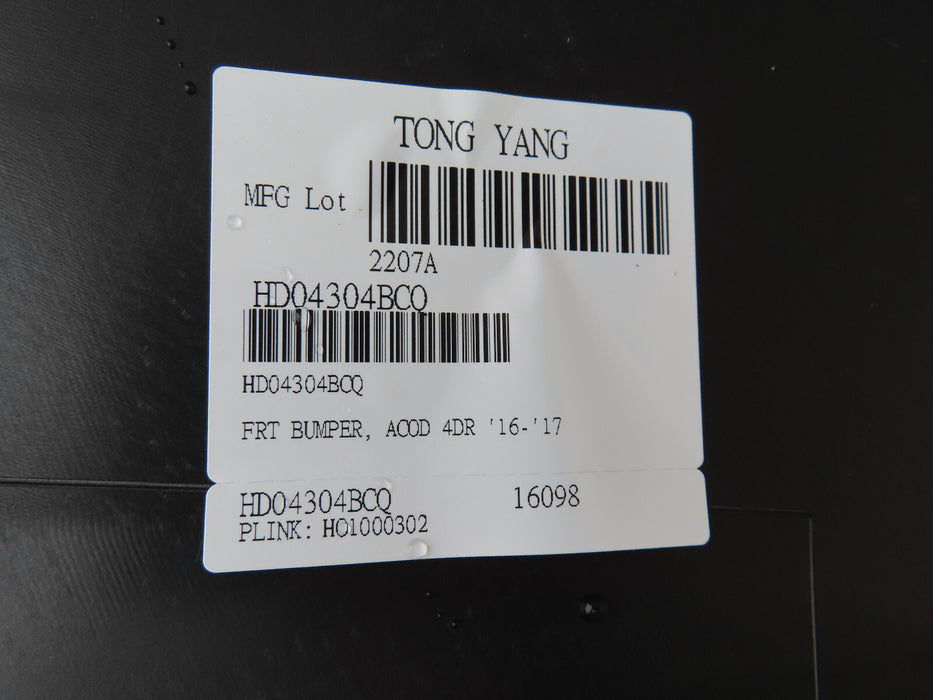 TONG YANG
MFG Lot
2207A
HD04304BCQ
HD04304BCQ
FRT BUMPER, ACOD 4DR '16-'17
HD04304BCQ 16098
PLINK: HO1000302